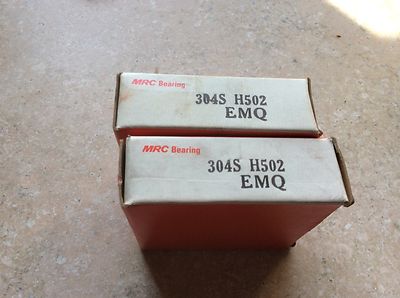 MRC Bearing
304S H502
EMQ
MRC Bearing
304S H502
EMQ